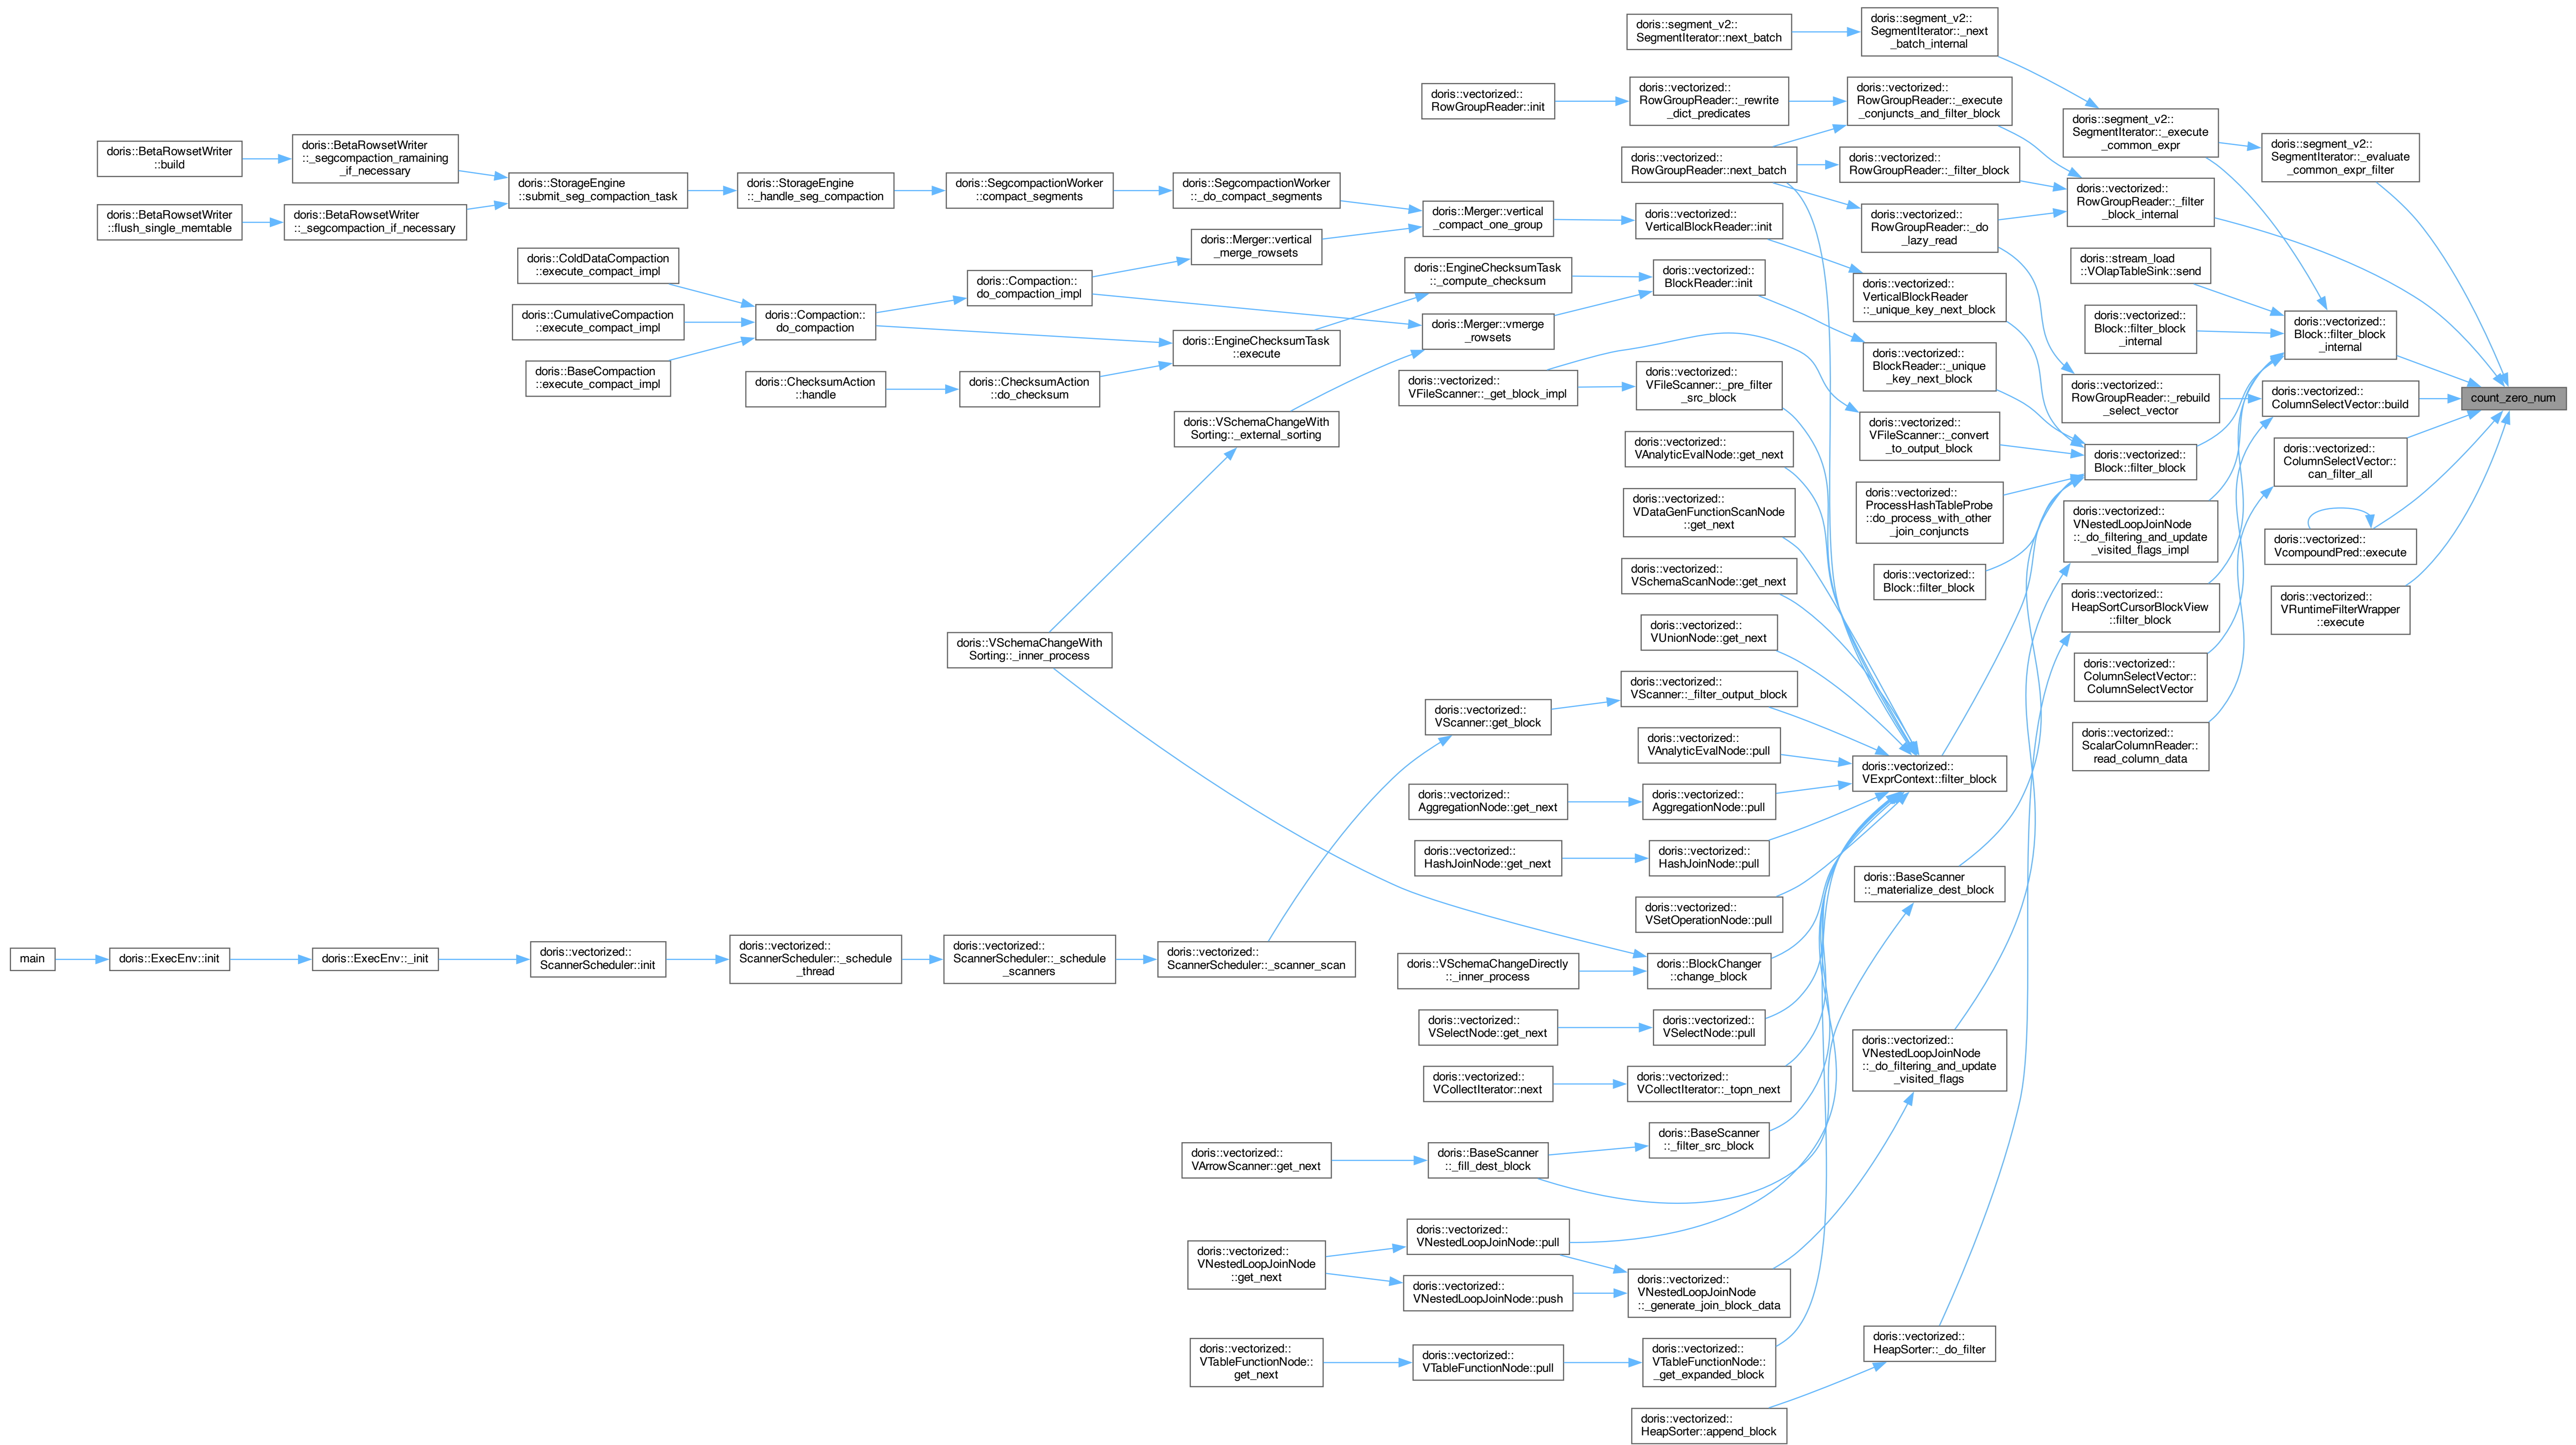 doris::segment_v2::
SegmentIterator::next_batch
doris::segment_v2::
SegmentIterator::_next
_batch_internal
doris::vectorized::
RowGroupReader::init
doris::vectorized::
RowGroupReader::_rewrite
_dict_predicates
doris::vectorized::
RowGroupReader::_execute
_conjuncts_and_filter_block
doris::segment_v2::
SegmentIterator::_execute
_common_expr
doris::segment_v2::
SegmentIterator::_evaluate
_common_expr_filter
doris::BetaRowsetWriter
::build
doris::BetaRowsetWriter
::_segcompaction_ramaining
_if_necessary
doris::StorageEngine
::submit_seg_compaction_task
doris::StorageEngine
::_handle_seg_compaction
doris::SegcompactionWorker
::compact_segments
doris::SegcompactionWorker
::_do_compact_segments
doris::vectorized::
RowGroupReader::next_batch
doris::vectorized::
RowGroupReader::_filter_block
doris::vectorized::
RowGroupReader::_filter
_block_internal
doris::BetaRowsetWriter
::flush_single_memtable
doris::BetaRowsetWriter
::_segcompaction_if_necessary
doris::Merger::vertical
_compact_one_group
doris::vectorized::
VerticalBlockReader::init
doris::vectorized::
RowGroupReader::_do
_lazy_read
doris::Merger::vertical
_merge_rowsets
doris::ColdDataCompaction
::execute_compact_impl
doris::Compaction::
do_compaction_impl
doris::EngineChecksumTask
::_compute_checksum
doris::vectorized::
BlockReader::init
doris::vectorized::
VerticalBlockReader
::_unique_key_next_block
doris::stream_load
::VOlapTableSink::send
doris::CumulativeCompaction
::execute_compact_impl
doris::Compaction::
do_compaction
doris::Merger::vmerge
_rowsets
doris::vectorized::
Block::filter_block
_internal
doris::vectorized::
Block::filter_block
_internal
doris::BaseCompaction
::execute_compact_impl
doris::EngineChecksumTask
::execute
doris::ChecksumAction
::handle
doris::ChecksumAction
::do_checksum
doris::vectorized::
VFileScanner::_get_block_impl
doris::vectorized::
VFileScanner::_pre_filter
_src_block
doris::vectorized::
BlockReader::_unique
_key_next_block
doris::vectorized::
RowGroupReader::_rebuild
_select_vector
doris::vectorized::
ColumnSelectVector::build
count_zero_num
doris::VSchemaChangeWith
Sorting::_external_sorting
doris::vectorized::
VAnalyticEvalNode::get_next
doris::vectorized::
VFileScanner::_convert
_to_output_block
doris::vectorized::
Block::filter_block
doris::vectorized::
ColumnSelectVector::
can_filter_all
doris::vectorized::
VDataGenFunctionScanNode
::get_next
doris::vectorized::
ProcessHashTableProbe
::do_process_with_other
_join_conjuncts
doris::vectorized::
VNestedLoopJoinNode
::_do_filtering_and_update
_visited_flags_impl
doris::vectorized::
VcompoundPred::execute
doris::vectorized::
VSchemaScanNode::get_next
doris::vectorized::
Block::filter_block
doris::vectorized::
HeapSortCursorBlockView
::filter_block
doris::vectorized::
VRuntimeFilterWrapper
::execute
doris::VSchemaChangeWith
Sorting::_inner_process
doris::vectorized::
VUnionNode::get_next
doris::vectorized::
ColumnSelectVector::
ColumnSelectVector
doris::vectorized::
VScanner::get_block
doris::vectorized::
VScanner::_filter_output_block
doris::vectorized::
ScalarColumnReader::
read_column_data
doris::vectorized::
VAnalyticEvalNode::pull
doris::vectorized::
VExprContext::filter_block
doris::vectorized::
AggregationNode::get_next
doris::vectorized::
AggregationNode::pull
doris::vectorized::
HashJoinNode::get_next
doris::vectorized::
HashJoinNode::pull
doris::vectorized::
VSetOperationNode::pull
doris::BaseScanner
::_materialize_dest_block
main
doris::ExecEnv::init
doris::ExecEnv::_init
doris::vectorized::
ScannerScheduler::init
doris::vectorized::
ScannerScheduler::_schedule
_thread
doris::vectorized::
ScannerScheduler::_schedule
_scanners
doris::vectorized::
ScannerScheduler::_scanner_scan
doris::VSchemaChangeDirectly
::_inner_process
doris::BlockChanger
::change_block
doris::vectorized::
VSelectNode::get_next
doris::vectorized::
VSelectNode::pull
doris::vectorized::
VNestedLoopJoinNode
::_do_filtering_and_update
_visited_flags
doris::vectorized::
VCollectIterator::next
doris::vectorized::
VCollectIterator::_topn_next
doris::vectorized::
VArrowScanner::get_next
doris::BaseScanner
::_fill_dest_block
doris::BaseScanner
::_filter_src_block
doris::vectorized::
VNestedLoopJoinNode
::get_next
doris::vectorized::
VNestedLoopJoinNode::pull
doris::vectorized::
VNestedLoopJoinNode::push
doris::vectorized::
VNestedLoopJoinNode
::_generate_join_block_data
doris::vectorized::
VTableFunctionNode::
get_next
doris::vectorized::
VTableFunctionNode::pull
doris::vectorized::
VTableFunctionNode::
_get_expanded_block
doris::vectorized::
HeapSorter::_do_filter
doris::vectorized::
HeapSorter::append_block